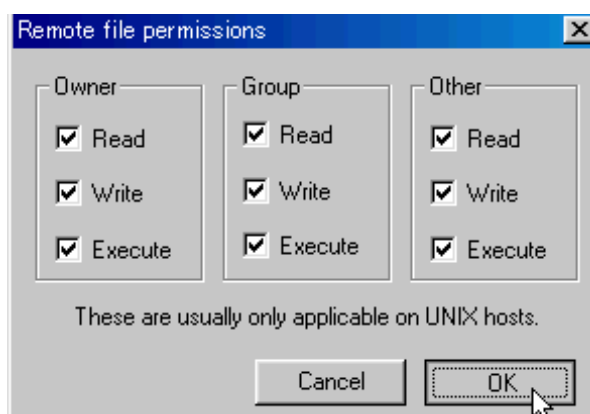 Remote file permissions
Owner Group Other
Read Read Read
Write Write Write
Execute Execute Execute
These are usually only applicable on UNIX hosts.
Cancel OK